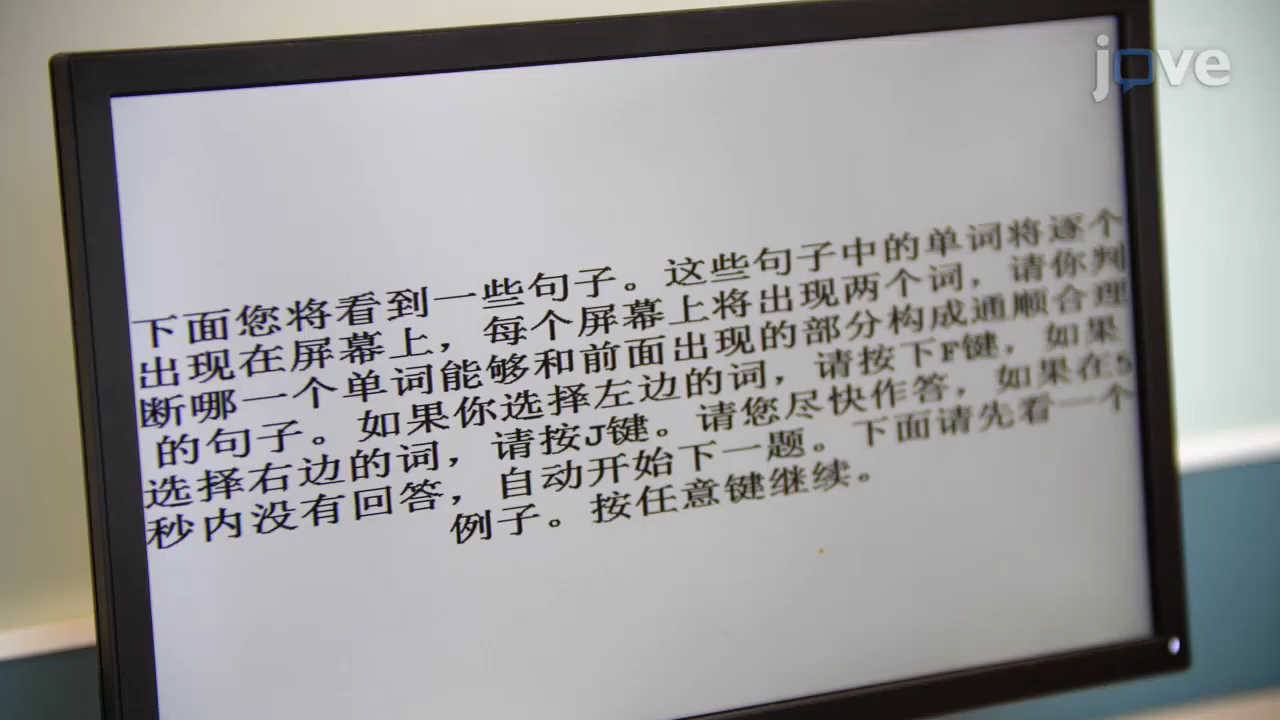 jove
下面您将看到一些句子。这些句子中的单词将逐个
出现在屏幕上，每个屏幕上将出现两个词，请你判
断哪一个单词能够和前面出现的部分构成通顺合理
的句子。如果你选择左边的词，请按下F键，如果
选择右边的词，请按J键。请您尽快作答，如果在5
秒内没有回答，自动开始下一题。下面请先看一个
例子。按任意键继续。